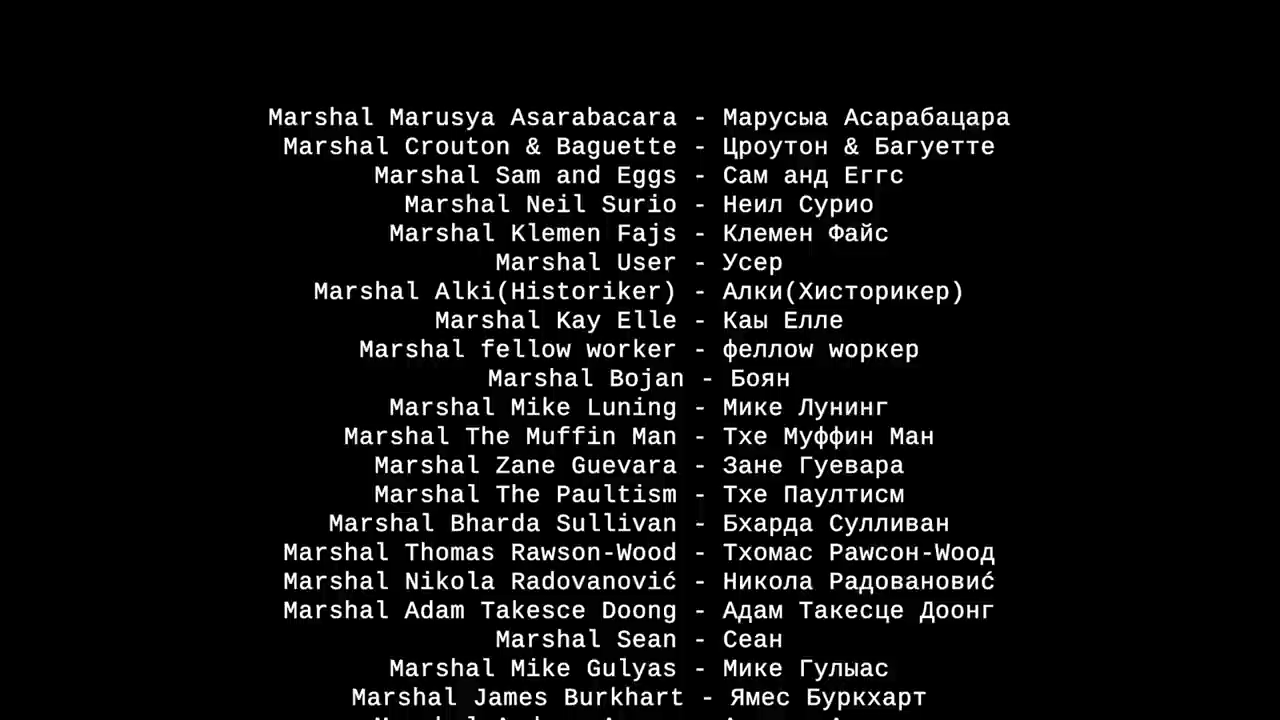 Marshal Marusya Asarabacara - Марусыа Асарабацара
Marshal Crouton & Baguette - Цроутон & Багуетте
Marshal Sam and Eggs - Сам анд Еггс
Marshal Neil Surio - Неил Сурио
Marshal Klemen Fajs - Клемен Файс
Marshal User - Усер
Marshal Alki(Historiker) - Алки(Хисторикер)
Marshal Kay Elle - Каы Елле
Marshal fellow worker - феллоw wоркер
Marshal Bojan - Боян
Marshal Mike Luning - Мике Лунинг
Marshal The Muffin Man - Тхе Муффин Ман
Marshal Zane Guevara - Зане Гуевара
Marshal The Paultism - Тхе Паултисм
Marshal Bharda Sullivan - Бхарда Сулливан
Marshal Thomas Rawson-Wood - Тхомас Раwсон-Wоод
Marshal Nikola Radovanović - Никола Радовановић
Marshal Adam Takesce Doong - Адам Такесце Доонг
Marshal Sean - Сеан
Marshal Mike Gulyas - Мике Гулыас
Marshal James Burkhart - Ямес Буркхарт